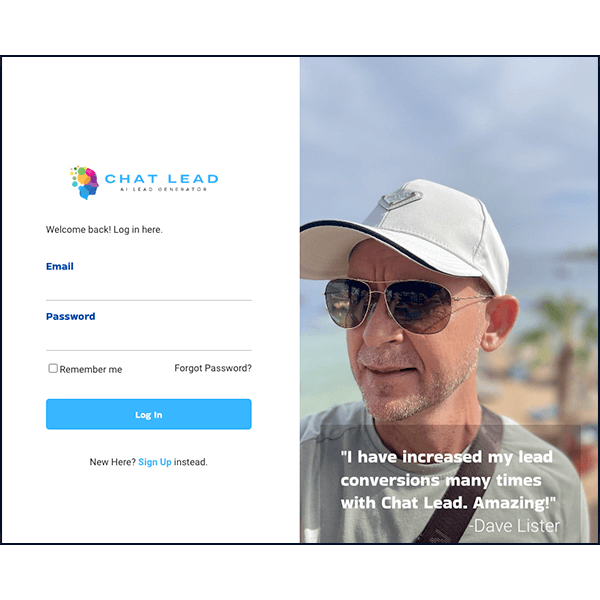 CHAT LEAD
AI LEAD GENERATOR
Welcome back! Log in here.
Email
Password
Remember me
Forgot Password?
Log In
New Here? Sign Up instead.
"I have increased my lead
conversions many times
with Chat Lead. Amazing!"
-Dave Lister